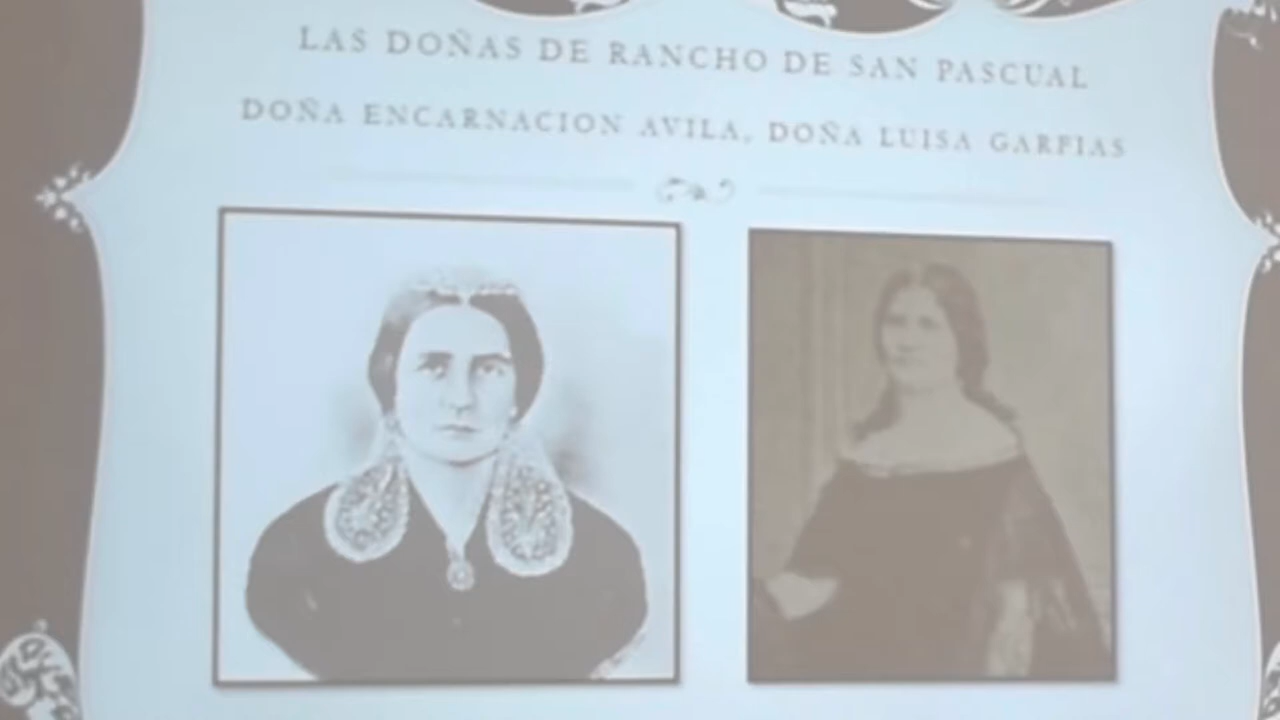 LAS DOÑAS DE RANCHO DE SAN PASCUAL
DOÑA ENCARNACION AVILA, DOÑA LUISA GARFIAS